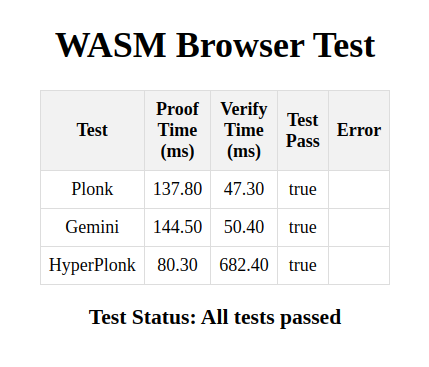 WASM Browser Test
Test Proof Time (ms) Verify Time (ms) Test Pass Error
Plonk 137.80 47.30 true
Gemini 144.50 50.40 true
HyperPlonk 80.30 682.40 true
Test Status: All tests passed